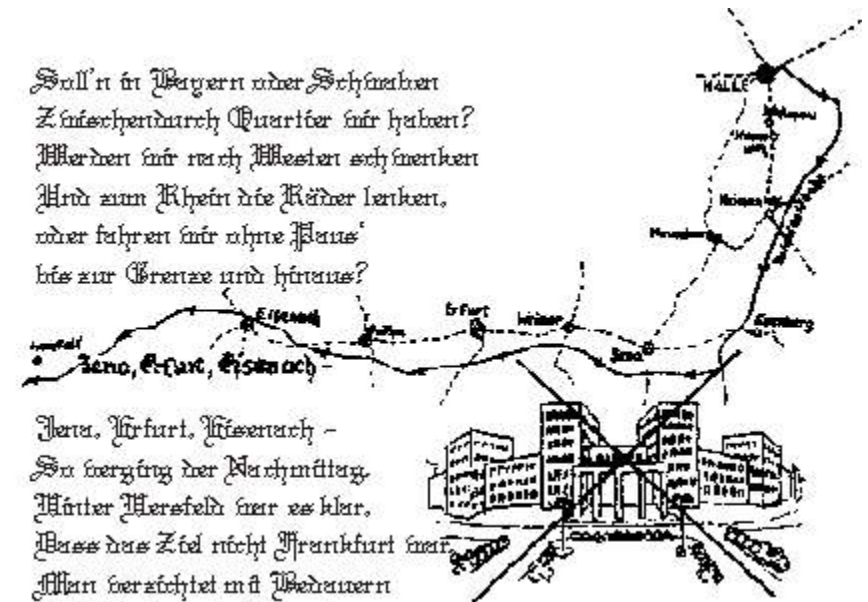 Soll'n in Bayern oder Schwaben
Zwischendurch Quartier wir haben?
Werden wir nach Westen schwenken
Und zum Rhein die Räder lenken,
oder fahren wir ohne Paus'
bis zur Grenze und hinaus?
HALLE
Naumburg
Eisenach
Erfurt
Weimar
Jena
Eisenberg
Jena, Erfurt, Eisenach -
Jena, Erfurt, Eisenach -
So verging der Nachmittag,
Hinter Hersfeld war es klar,
Dass das Ziel nicht Frankfurt war
Man verzichtet mit Bedauern